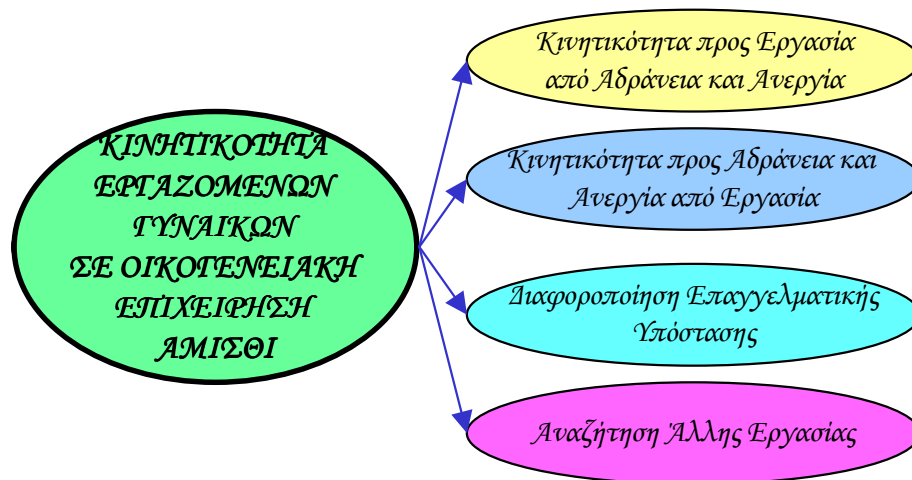 ΚΙΝΗΤΙΚΟΤΗΤΑ
ΕΡΓΑΖΟΜΕΝΩΝ
ΓΥΝΑΙΚΩΝ
ΣΕ ΟΙΚΟΓΕΝΕΙΑΚΗ
ΕΠΙΧΕΙΡΗΣΗ
ΑΜΙΣΘΙ
Κινητικότητα προς Εργασία
από Αδράνεια και Ανεργία
Κινητικότητα προς Αδράνεια και
Ανεργία από Εργασία
Διαφοροποίηση Επαγγελματικής
Υπόστασης
Αναζήτηση Άλλης Εργασίας